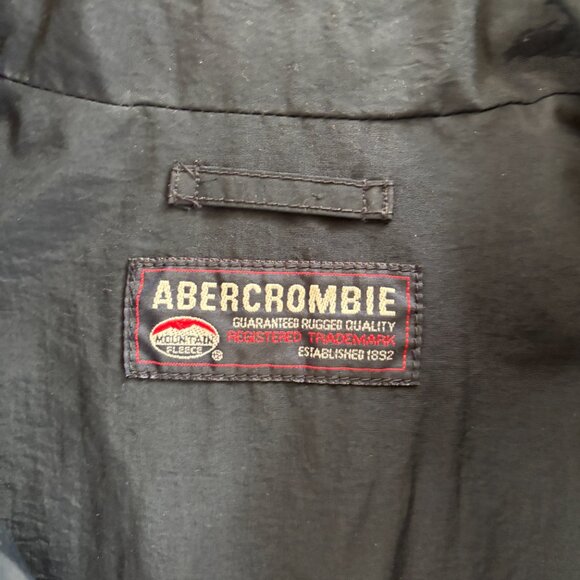 ABERCROMBIE
GUARANTEED RUGGED QUALITY
REGISTERED TRADEMARK
ESTABLISHED 1892
MOUNTAIN
FLEECE
®